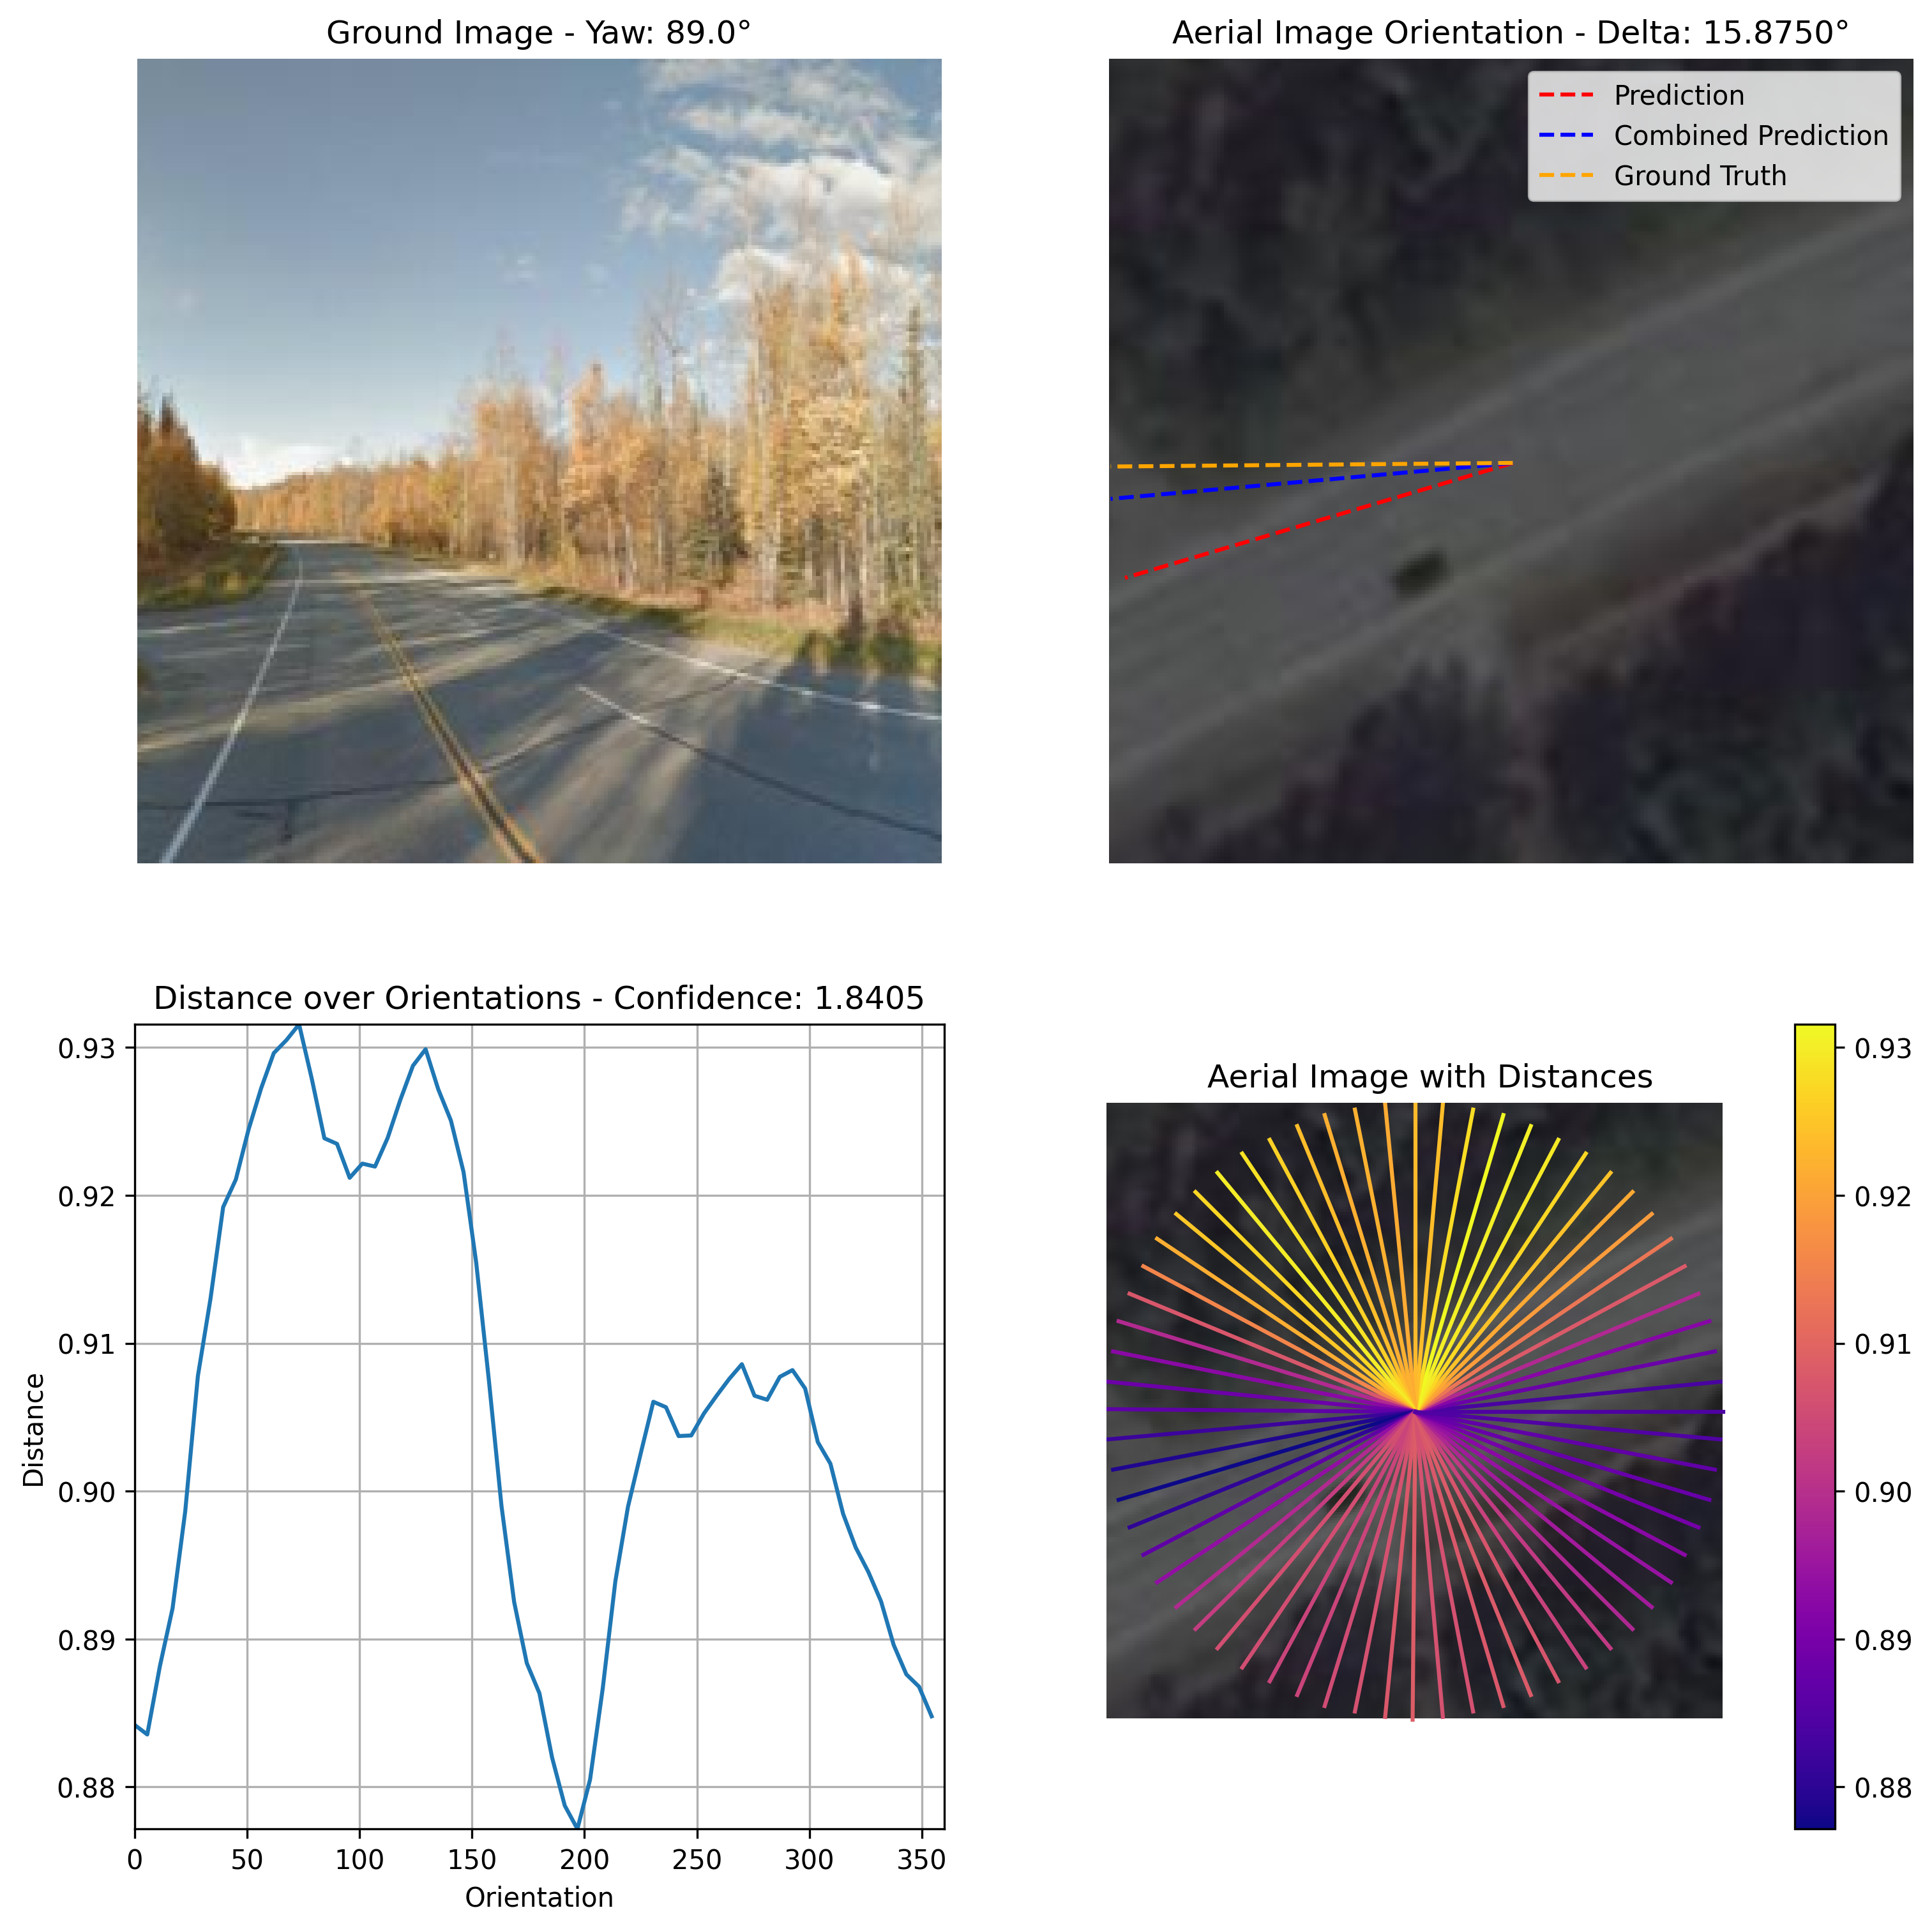 Ground Image - Yaw: 89.0°
Aerial Image Orientation - Delta: 15.8750°
Prediction
Combined Prediction
Ground Truth
Distance over Orientations - Confidence: 1.8405
0.93
0.92
0.91
0.90
0.89
0.88
Distance
0 50 100 150 200 250 300 350
Orientation
Aerial Image with Distances
0.93
0.92
0.91
0.90
0.89
0.88